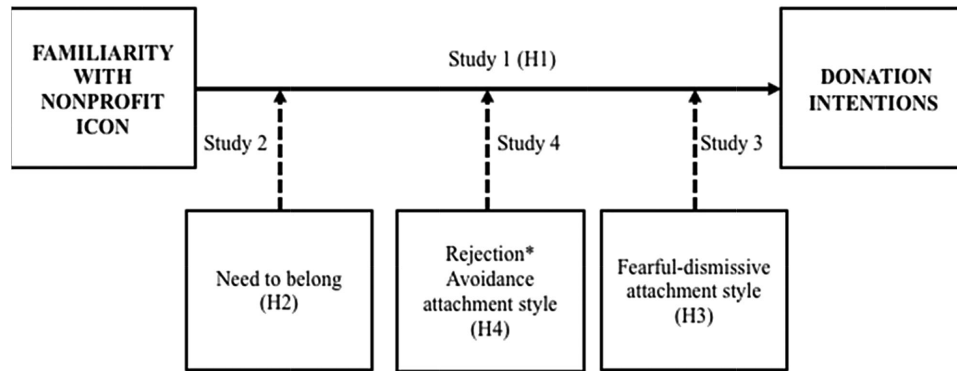 FAMILIARITY
WITH
NONPROFIT
ICON
Study 1 (H1)
DONATION
INTENTIONS
Study 2
Study 4
Study 3
Need to belong
(H2)
Rejection*
Avoidance
attachment style
(H4)
Fearful-dismissive
attachment style
(H3)